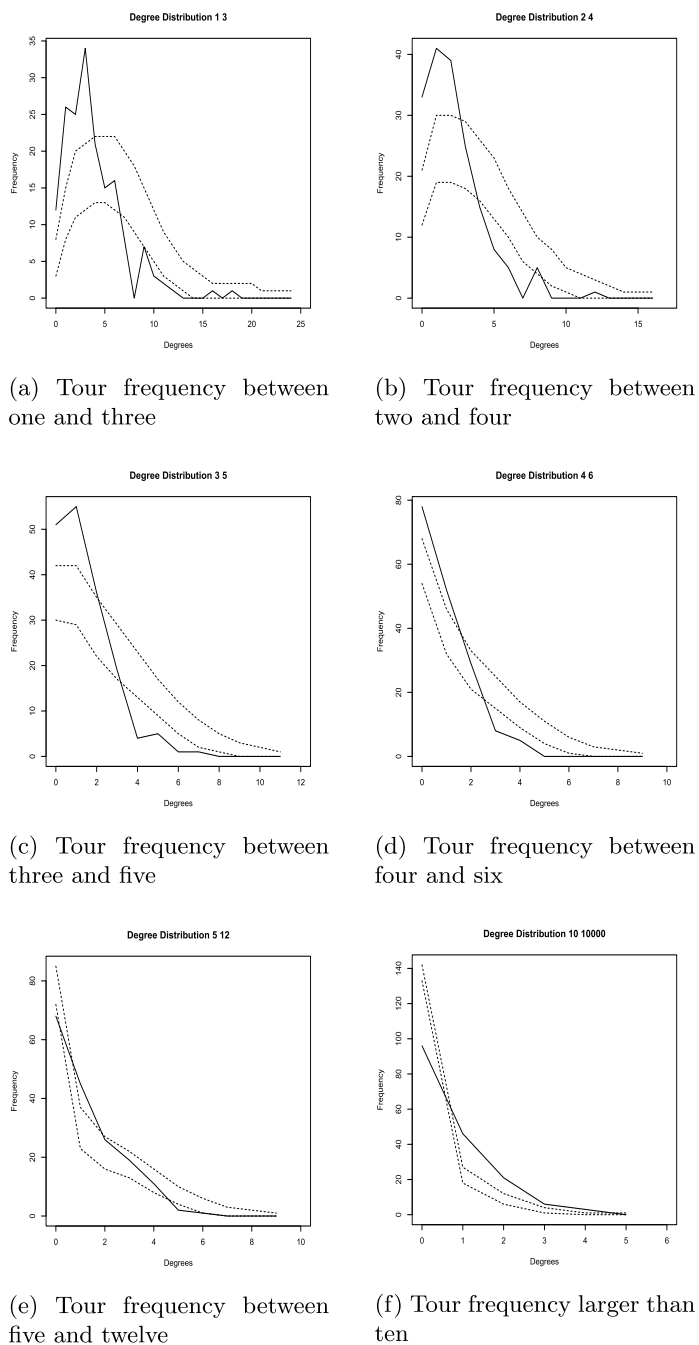 Degree Distribution 1 3
Frequency
0 5 10 15 20 25 30 35
0 5 10 15 20 25
Degrees
(a) Tour frequency between
one and three
Degree Distribution 2 4
Frequency
0 10 20 30 40
0 5 10 15
Degrees
(b) Tour frequency between
two and four
Degree Distribution 3 5
Frequency
0 10 20 30 40 50
0 2 4 6 8 10 12
Degrees
(c) Tour frequency between
three and five
Degree Distribution 4 6
Frequency
0 20 40 60 80
0 2 4 6 8 10
Degrees
(d) Tour frequency between
four and six
Degree Distribution 5 12
Frequency
0 20 40 60 80
0 2 4 6 8 10
Degrees
(e) Tour frequency between
five and twelve
Degree Distribution 10 10000
Frequency
0 20 40 60 80 100 120 140
0 1 2 3 4 5 6
Degrees
(f) Tour frequency larger than
ten